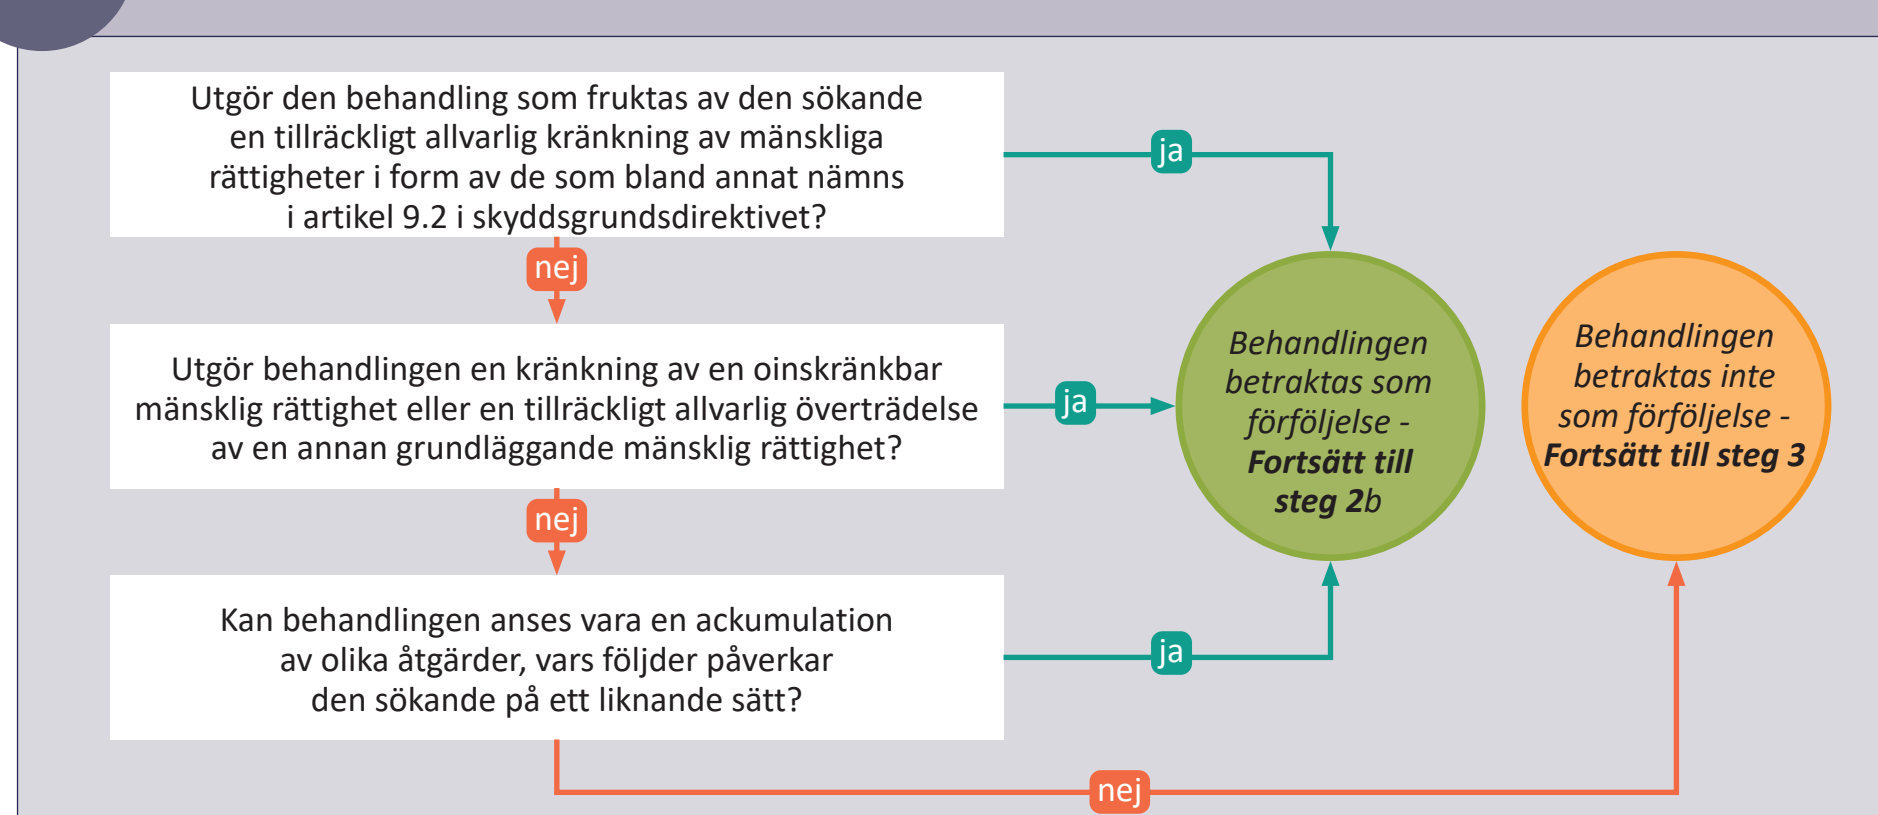 Utgör den behandling som fruktas av den sökande
en tillräckligt allvarlig kränkning av mänskliga
rättigheter i form av de som bland annat nämns
i artikel 9.2 i skyddsgrundsdirektivet?
ja
nej
Utgör behandlingen en kränkning av en oinskränkbar
mänsklig rättighet eller en tillräckligt allvarlig överträdelse
av en annan grundläggande mänsklig rättighet?
ja
nej
Kan behandlingen anses vara en ackumulation
av olika åtgärder, vars följder påverkar
den sökande på ett liknande sätt?
ja
nej
Behandlingen
betraktas som
förföljelse -
Fortsätt till
steg 2b
Behandlingen
betraktas inte
som förföljelse -
Fortsätt till steg 3